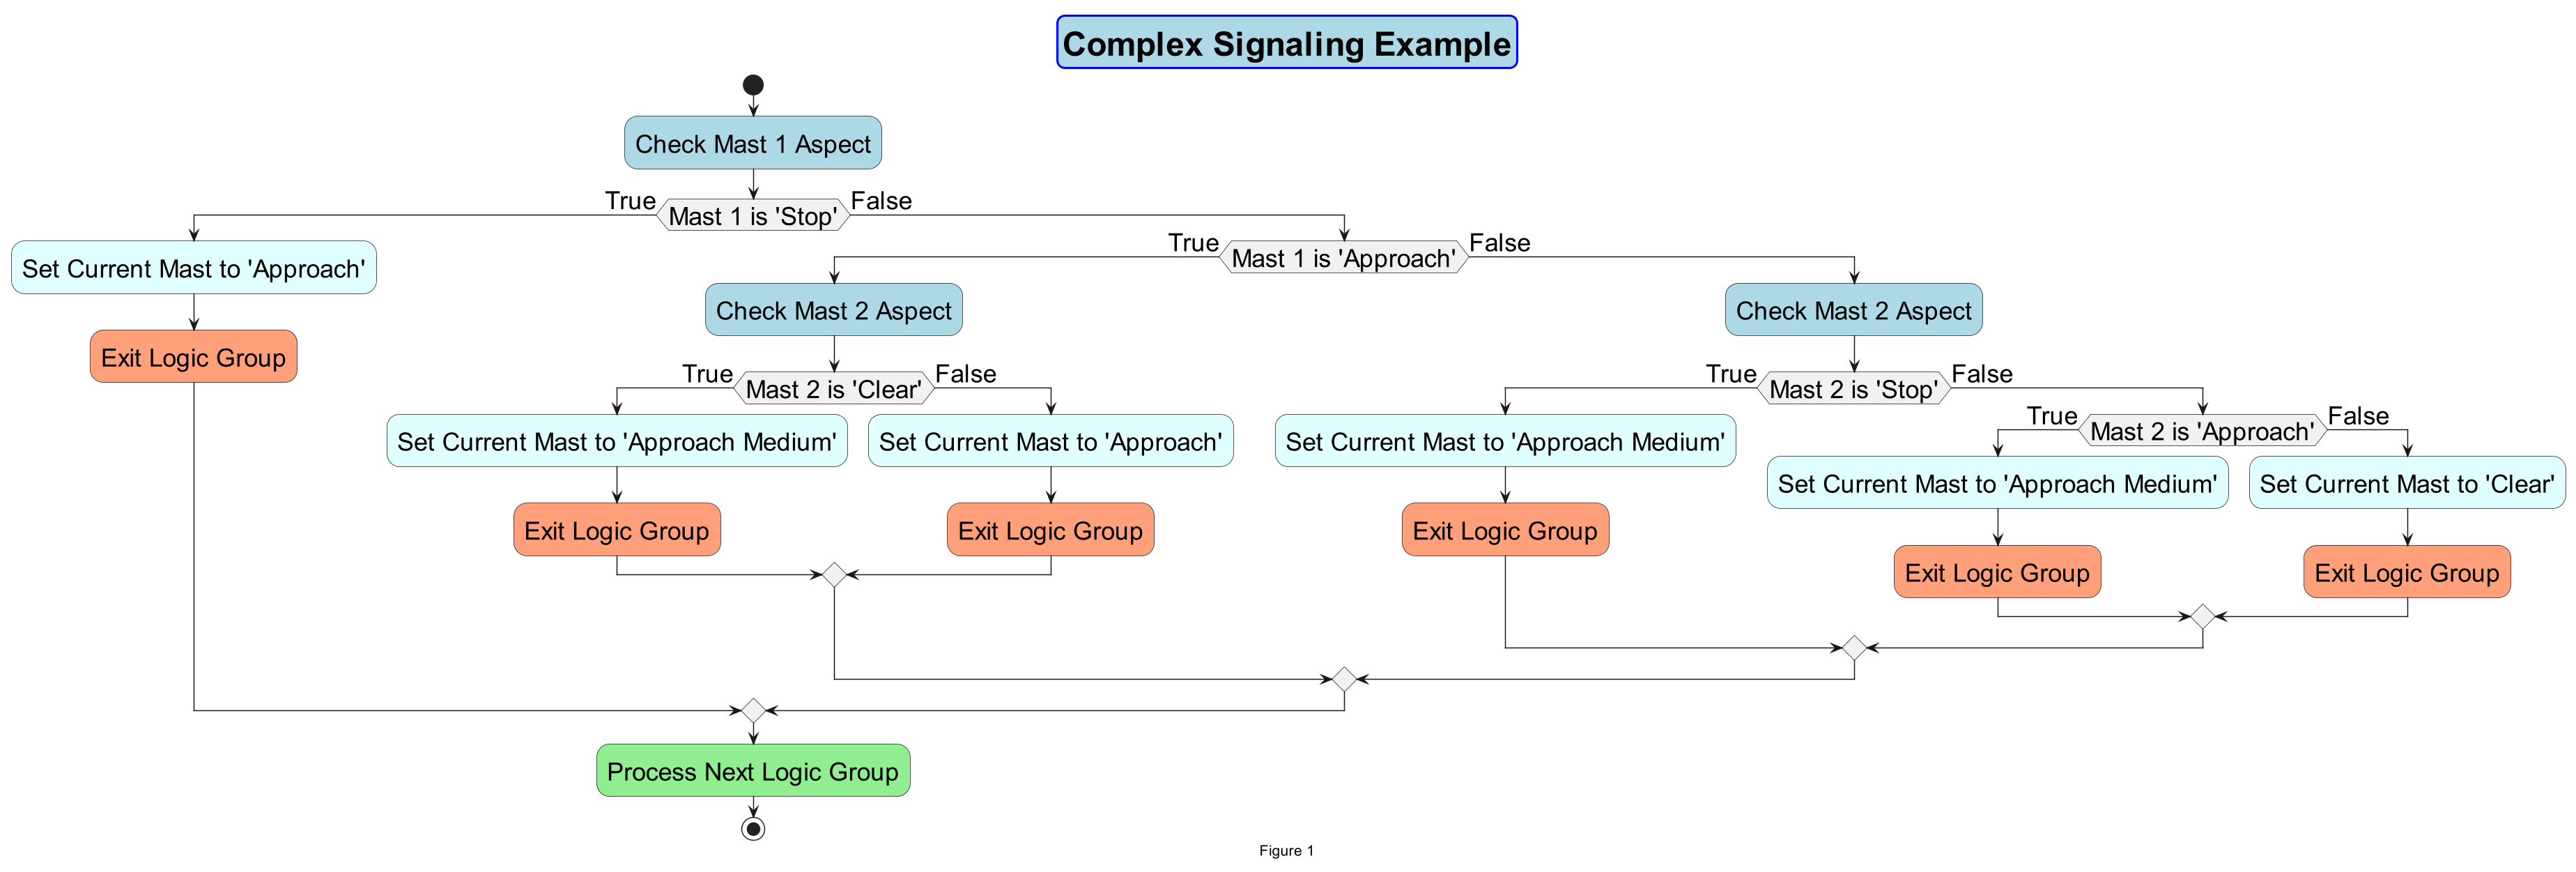 Complex Signaling Example
Check Mast 1 Aspect
True
Mast 1 is 'Stop'
False
Set Current Mast to 'Approach'
Exit Logic Group
True
Mast 1 is 'Approach'
False
Check Mast 2 Aspect
True
Mast 2 is 'Clear'
False
Set Current Mast to 'Approach Medium'
Exit Logic Group
Set Current Mast to 'Approach'
Exit Logic Group
Check Mast 2 Aspect
True
Mast 2 is 'Stop'
False
Set Current Mast to 'Approach Medium'
Exit Logic Group
True
Mast 2 is 'Approach'
False
Set Current Mast to 'Approach Medium'
Exit Logic Group
Set Current Mast to 'Clear'
Exit Logic Group
Process Next Logic Group
Figure 1